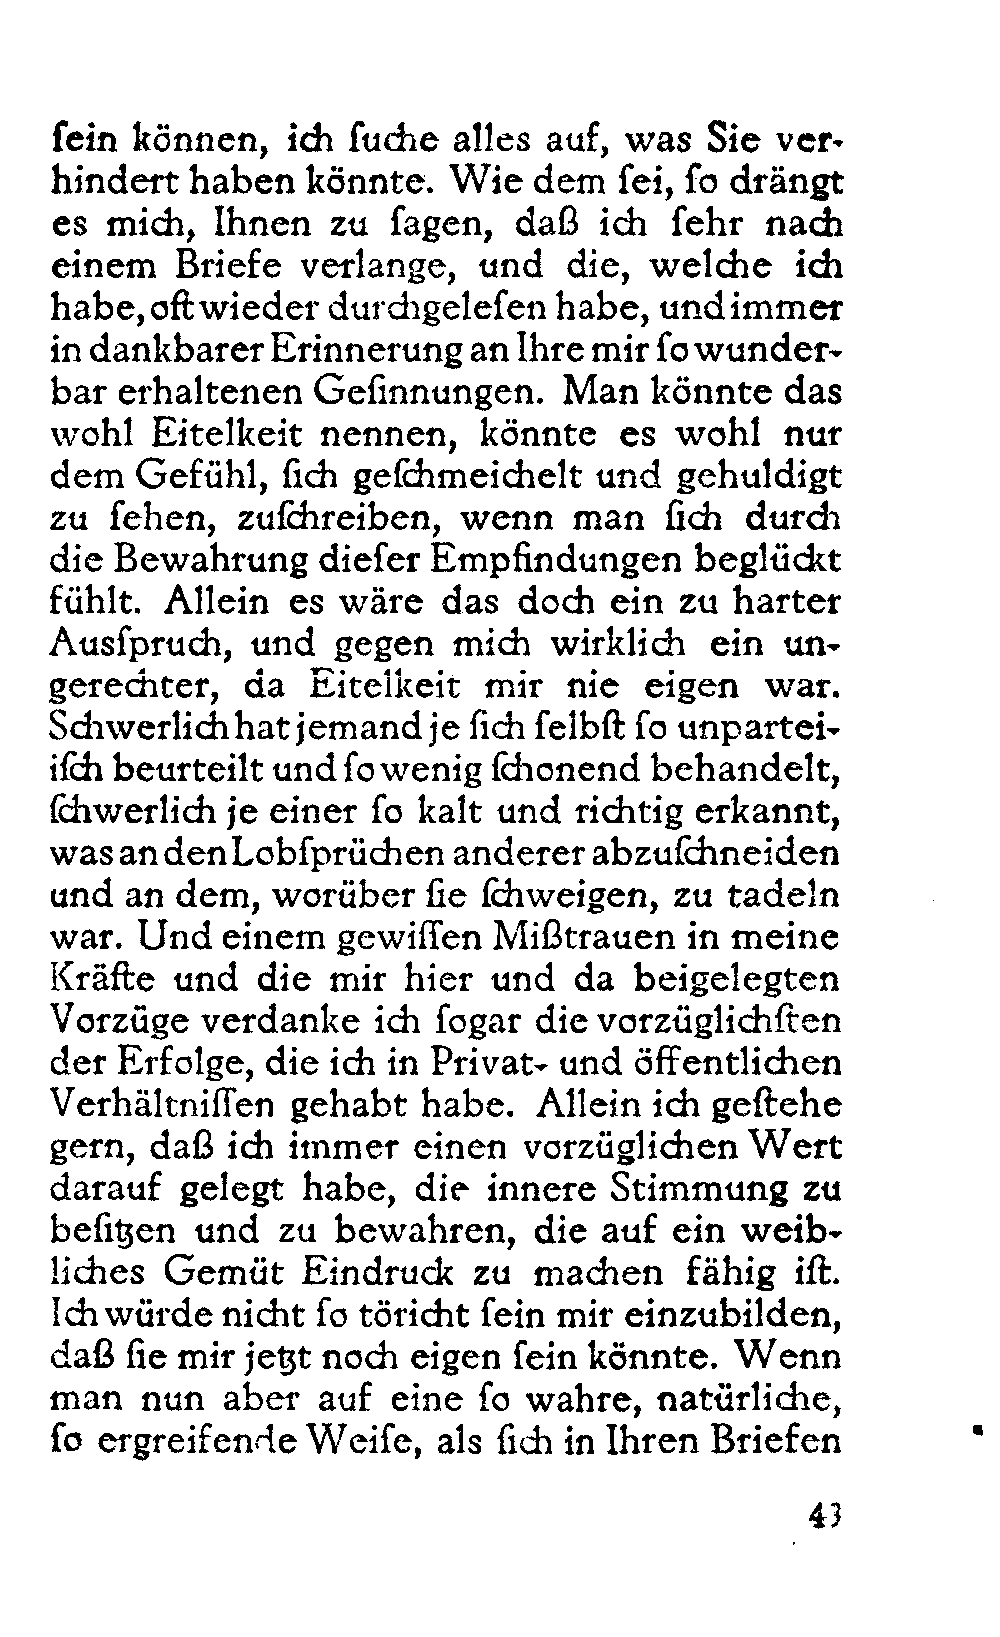 ſein können, ich ſuche alles auf, was Sie ver-
hindert haben könnte. Wie dem ſei, ſo drängt
es mich, Ihnen zu ſagen, daß ich ſehr nach
einem Briefe verlange, und die, welche ich
habe, oft wieder durchgeleſen habe, und immer
in dankbarer Erinnerung an Ihre mir ſo wunder-
bar erhaltenen Geſinnungen. Man könnte das
wohl Eitelkeit nennen, könnte es wohl nur
dem Gefühl, ſich geſchmeichelt und gehuldigt
zu ſehen, zuſchreiben, wenn man ſich durch
die Bewahrung dieſer Empfindungen beglückt
fühlt. Allein es wäre das doch ein zu harter
Ausſpruch, und gegen mich wirklich ein un-
gerechter, da Eitelkeit mir nie eigen war.
Schwerlich hat jemand je ſich ſelbſt ſo unpartei-
iſch beurteilt und ſo wenig ſchonend behandelt,
ſchwerlich je einer ſo kalt und richtig erkannt,
was an den Lobſprüchen anderer abzuſchneiden
und an dem, worüber ſie ſchweigen, zu tadeln
war. Und einem gewiſſen Mißtrauen in meine
Kräfte und die mir hier und da beigelegten
Vorzüge verdanke ich ſogar die vorzüglichſten
der Erfolge, die ich in Privat- und öffentlichen
Verhältniſſen gehabt habe. Allein ich geſtehe
gern, daß ich immer einen vorzüglichen Wert
darauf gelegt habe, die innere Stimmung zu
beſitzen und zu bewahren, die auf ein weib-
liches Gemüt Eindruck zu machen fähig iſt.
Ich würde nicht ſo töricht ſein mir einzubilden,
daß ſie mir jetzt noch eigen ſein könnte. Wenn
man nun aber auf eine ſo wahre, natürliche,
ſo ergreifende Weiſe, als ſich in Ihren Briefen
43